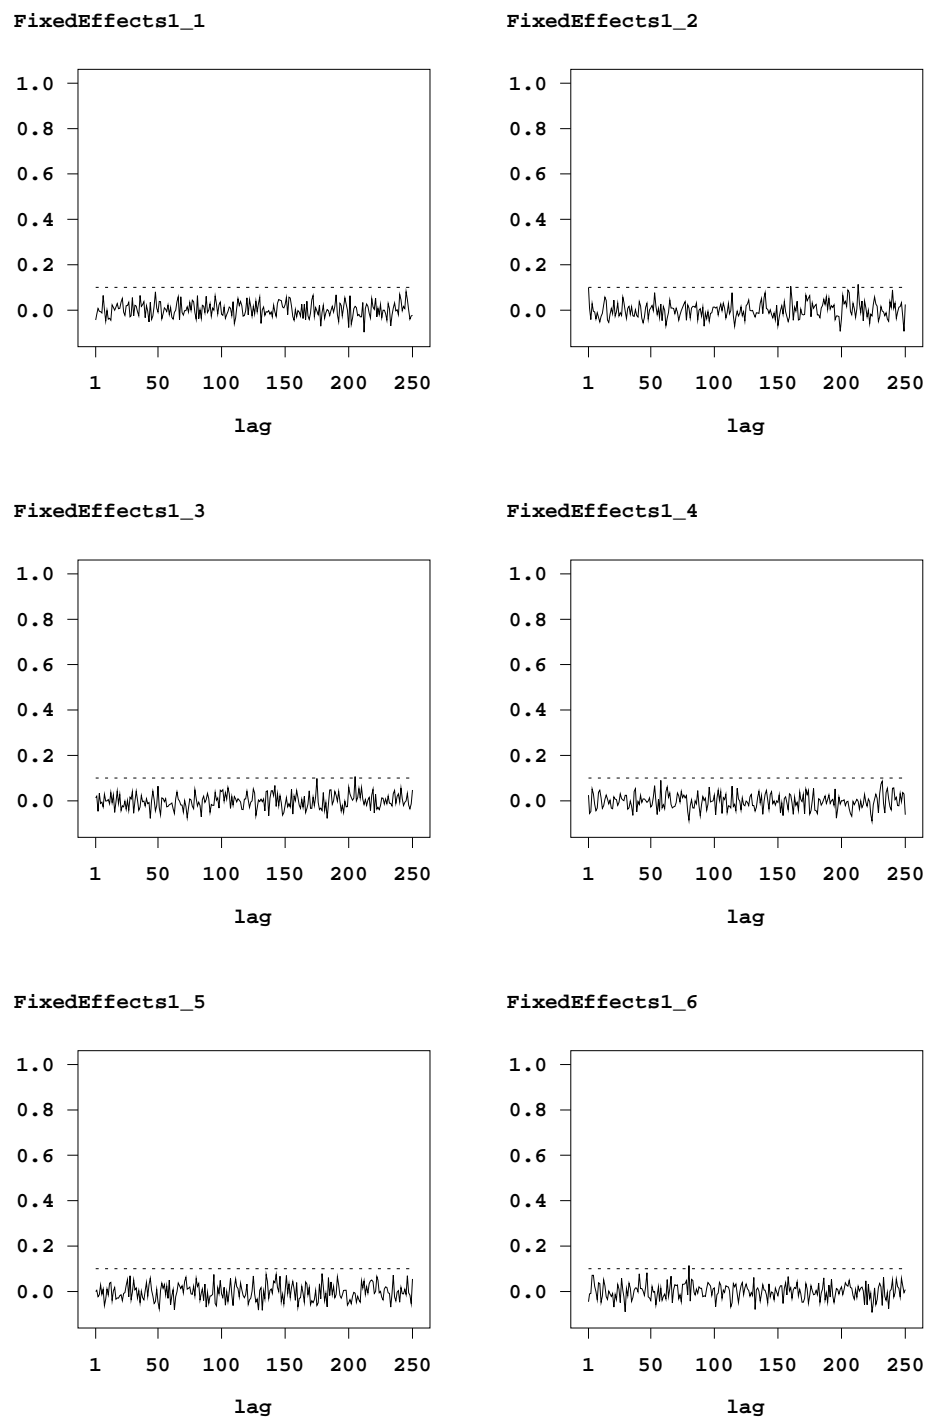 FixedEffects1_1
1.0
0.8
0.6
0.4
0.2
0.0
1 50 100 150 200 250
lag
FixedEffects1_2
1.0
0.8
0.6
0.4
0.2
0.0
1 50 100 150 200 250
lag
FixedEffects1_3
1.0
0.8
0.6
0.4
0.2
0.0
1 50 100 150 200 250
lag
FixedEffects1_4
1.0
0.8
0.6
0.4
0.2
0.0
1 50 100 150 200 250
lag
FixedEffects1_5
1.0
0.8
0.6
0.4
0.2
0.0
1 50 100 150 200 250
lag
FixedEffects1_6
1.0
0.8
0.6
0.4
0.2
0.0
1 50 100 150 200 250
lag